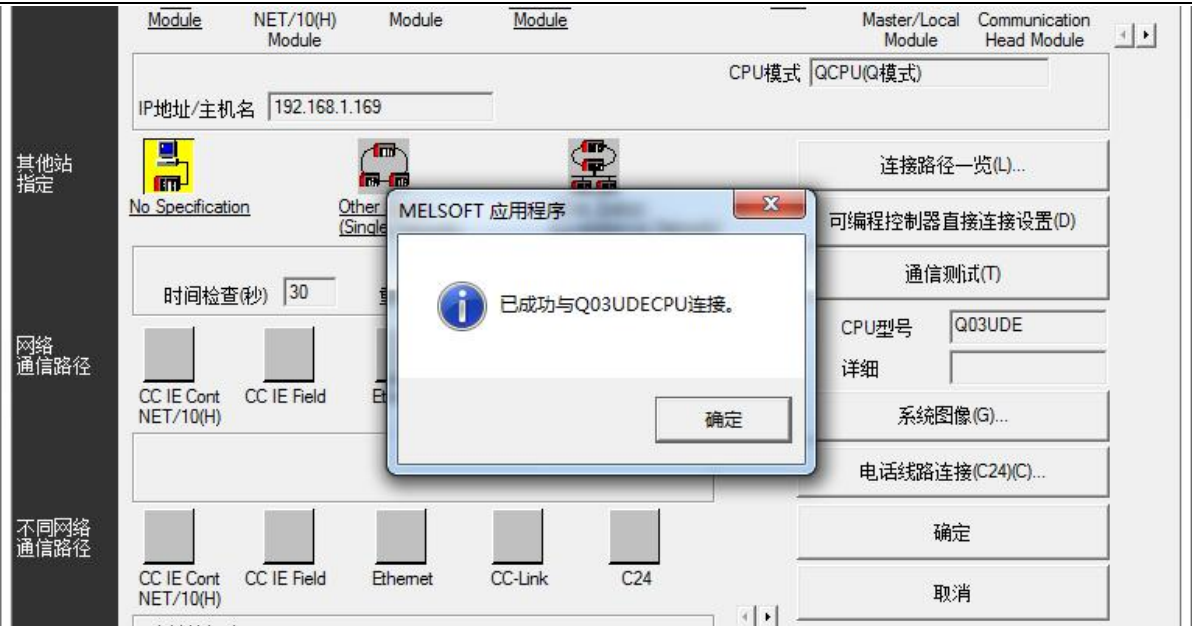 Module
NET/10(H)
Module
Module
Module
Master/Local
Module
Communication
Head Module
CPU模式
QCPU(Q模式)
IP地址/主机名
192.168.1.169
其他站
指定
No Specification
Other
(Single
连接路径一览(L)...
可编程控制器直接连接设置(D)
MELSOFT 应用程序
已成功与Q03UDECPU连接。
确定
时间检查(秒)
30
通信测试(T)
CPU型号
Q03UDE
详细
网络
通信路径
CC IE Cont
NET/10(H)
CC IE Field
系统图像(G)...
电话线路连接(C24)(C)...
不同网络
通信路径
CC IE Cont
NET/10(H)
CC IE Field
Ethernet
CC-Link
C24
确定
取消